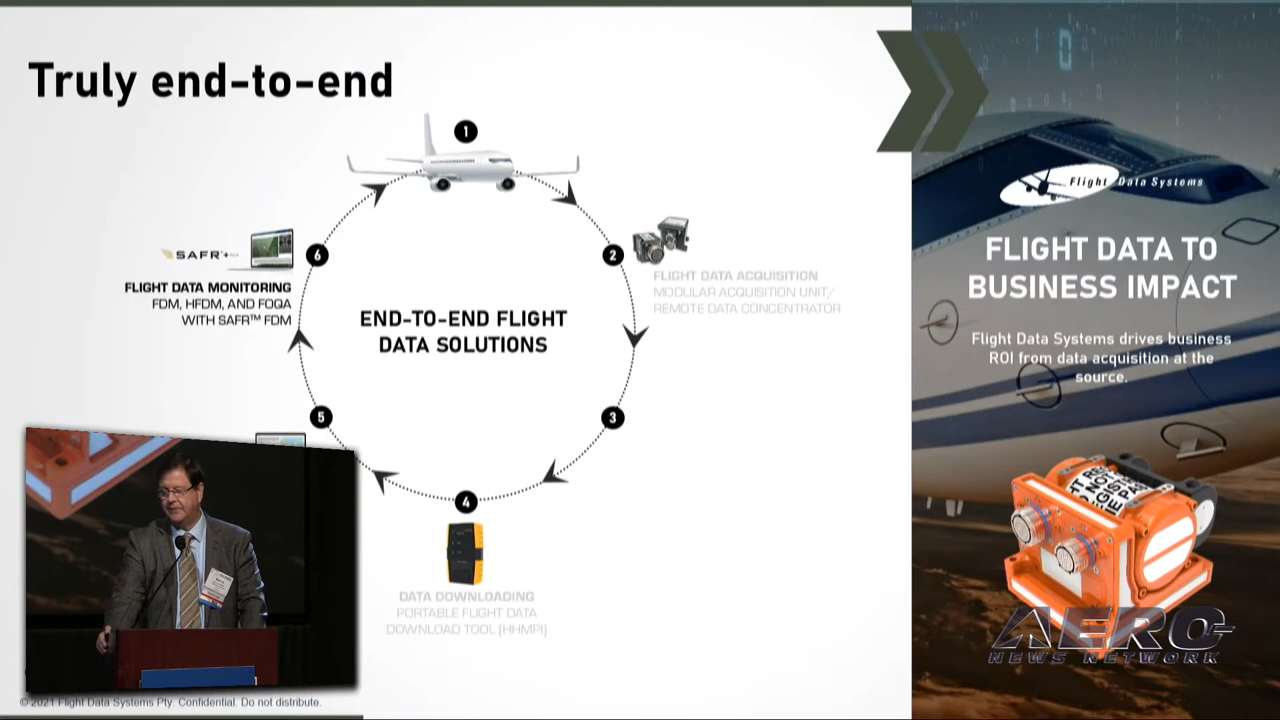 Truly end-to-end
1
2
FLIGHT DATA ACQUISITION
MODULAR ACQUISITION UNIT/
REMOTE DATA CONCENTRATOR
3
4
DATA DOWNLOADING
PORTABLE FLIGHT DATA
DOWNLOAD TOOL (HHMPI)
5
6
SAFR
FLIGHT DATA MONITORING
FDM, HFDM, AND FOQA
WITH SAFR™ FDM
END-TO-END FLIGHT
DATA SOLUTIONS
© 2021 Flight Data Systems Pty. Confidential. Do not distribute.
Flight Data Systems
FLIGHT DATA TO
BUSINESS IMPACT
Flight Data Systems drives business
ROI from data acquisition at the
source.
AERO
NEWS NETWORK